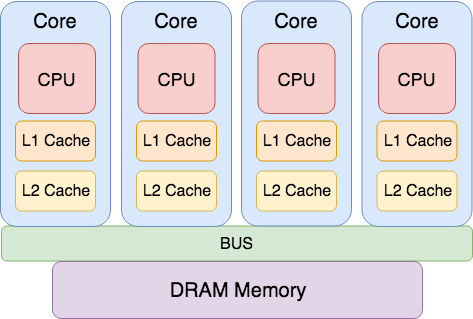 Core Core Core Core
CPU CPU CPU CPU
L1 Cache L1 Cache L1 Cache L1 Cache
L2 Cache L2 Cache L2 Cache L2 Cache
BUS
DRAM Memory